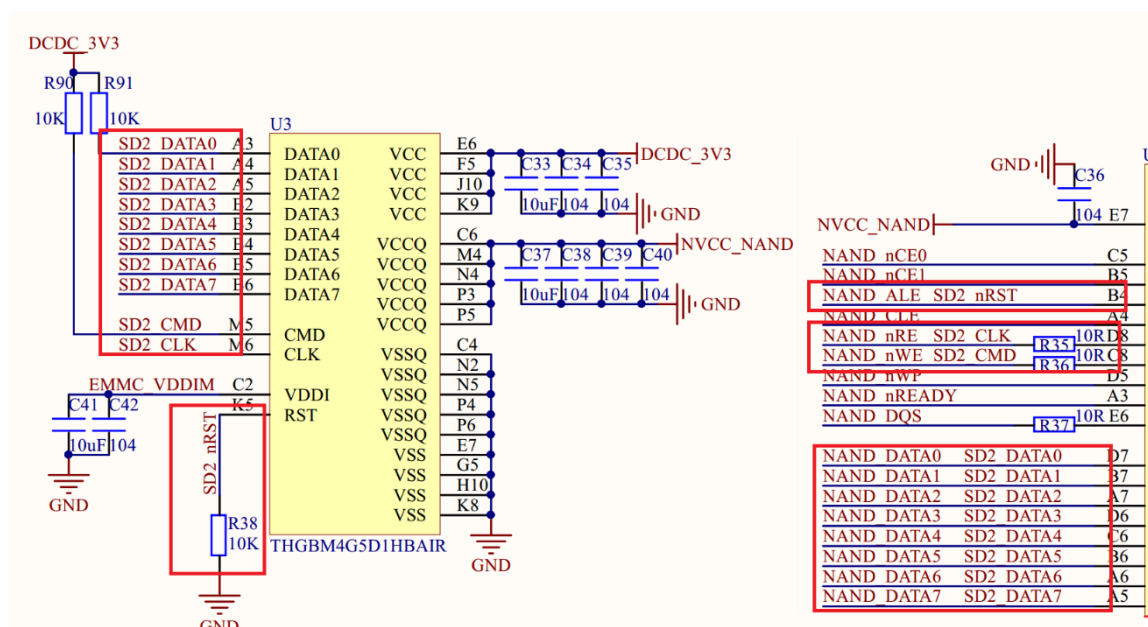 DCDC_3V3
R90 R91
10K 10K
U3
SD2_DATA0 A3 DATA0
SD2_DATA1 A4 DATA1
SD2_DATA2 A5 DATA2
SD2_DATA3 E2 DATA3
SD2_DATA4 E3 DATA4
SD2_DATA5 E4 DATA5
SD2_DATA6 E5 DATA6
SD2_DATA7 E6 DATA7
SD2_CMD M5 CMD
SD2_CLK M6 CLK
EMMC_VDDIM C2 VDDI
K5 RST
C41 C42
10uF 104
GND
SD2_nRST
R38
10K
GND
THGBM4G5D1HBAIR
VCC E6
VCC F5
VCC J10
VCC K9
VCCQ C6
VCCQ M4
VCCQ N4
VCCQ P3
VCCQ P5
VSSQ C4
VSSQ N2
VSSQ N5
VSSQ P4
VSSQ P6
VSS E7
VSS G5
VSS H10
VSS K8
GND
DCDC_3V3
C33 C34 C35
10uF 104 104
GND
NVCC_NAND
C37 C38 C39 C40
10uF 104 104 104
GND
GND
C36
104
NVCC_NAND E7
NAND_nCE0 C5
NAND_nCE1 B5
NAND_ALE SD2_nRST B4
NAND_CLE A4
NAND_nRE SD2_CLK R35 10R D8
NAND_nWE SD2_CMD R36 10R C8
NAND_nWP D5
NAND_nREADY A3
NAND_DQS R37 10R E6
NAND_DATA0 SD2_DATA0 D7
NAND_DATA1 SD2_DATA1 B7
NAND_DATA2 SD2_DATA2 A7
NAND_DATA3 SD2_DATA3 D6
NAND_DATA4 SD2_DATA4 C6
NAND_DATA5 SD2_DATA5 B6
NAND_DATA6 SD2_DATA6 A6
NAND_DATA7 SD2_DATA7 A5